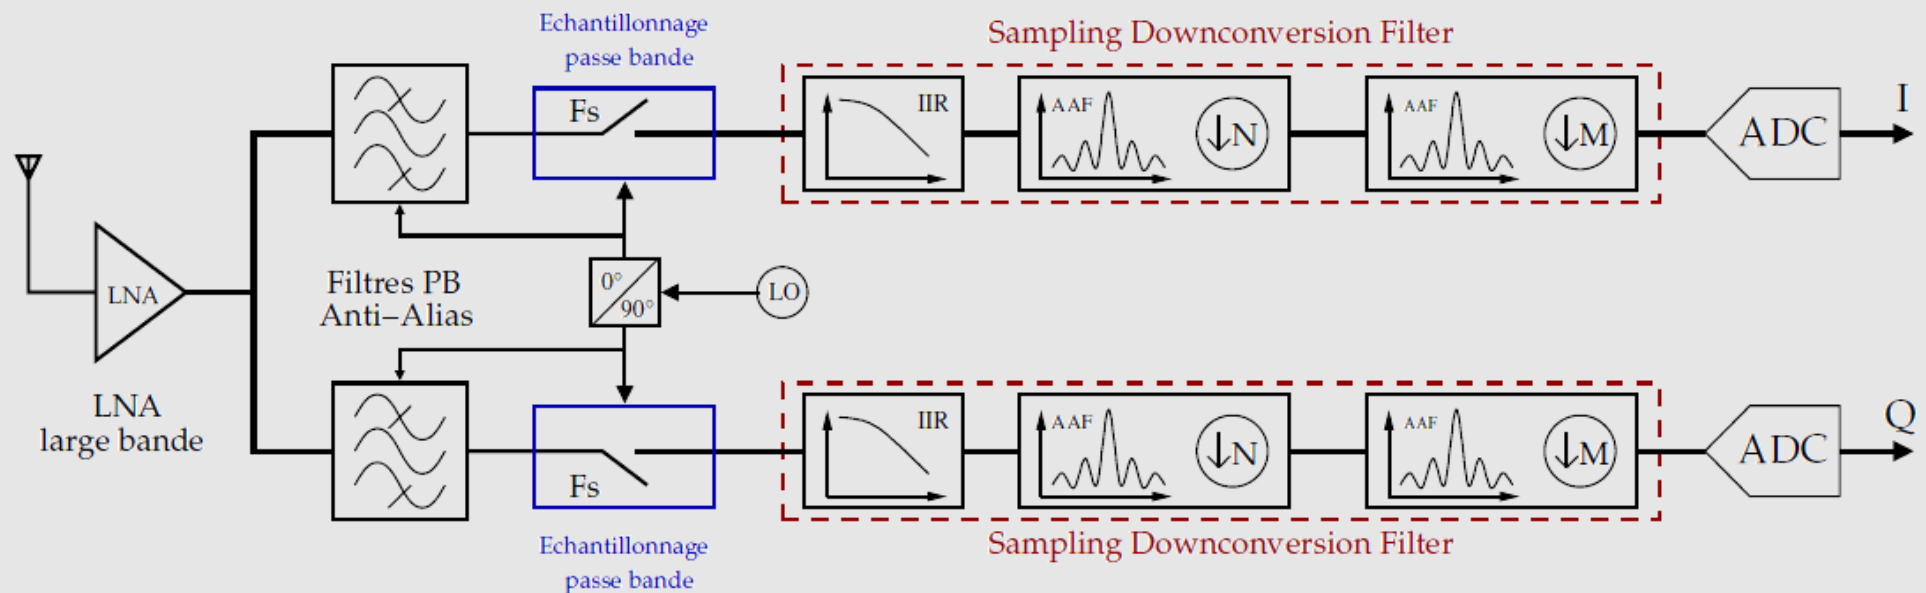 Echantillonnage
passe bande
Sampling Downconversion Filter
Fs
IIR
AAF
↓N
AAF
↓M
ADC
I
LNA
Filtres PB
Anti–Alias
0°
90°
LO
LNA
large bande
Fs
IIR
AAF
↓N
AAF
↓M
ADC
Q
Echantillonnage
passe bande
Sampling Downconversion Filter